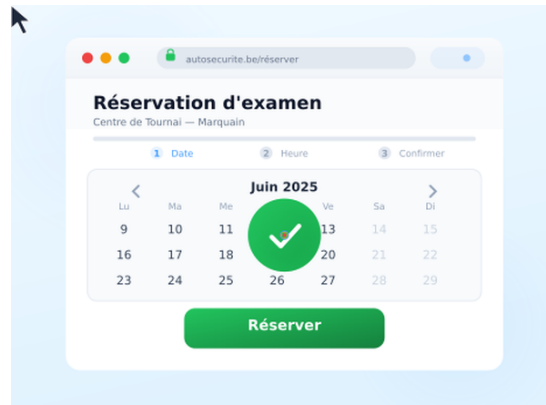 autosecurite.be/réserver
Réservation d'examen
Centre de Tournai — Marquain
1 Date 2 Heure 3 Confirmer
Juin 2025
Lu Ma Me Ve Sa Di
9 10 11 13 14 15
16 17 18 20 21 22
23 24 25 26 27 28 29
Réserver